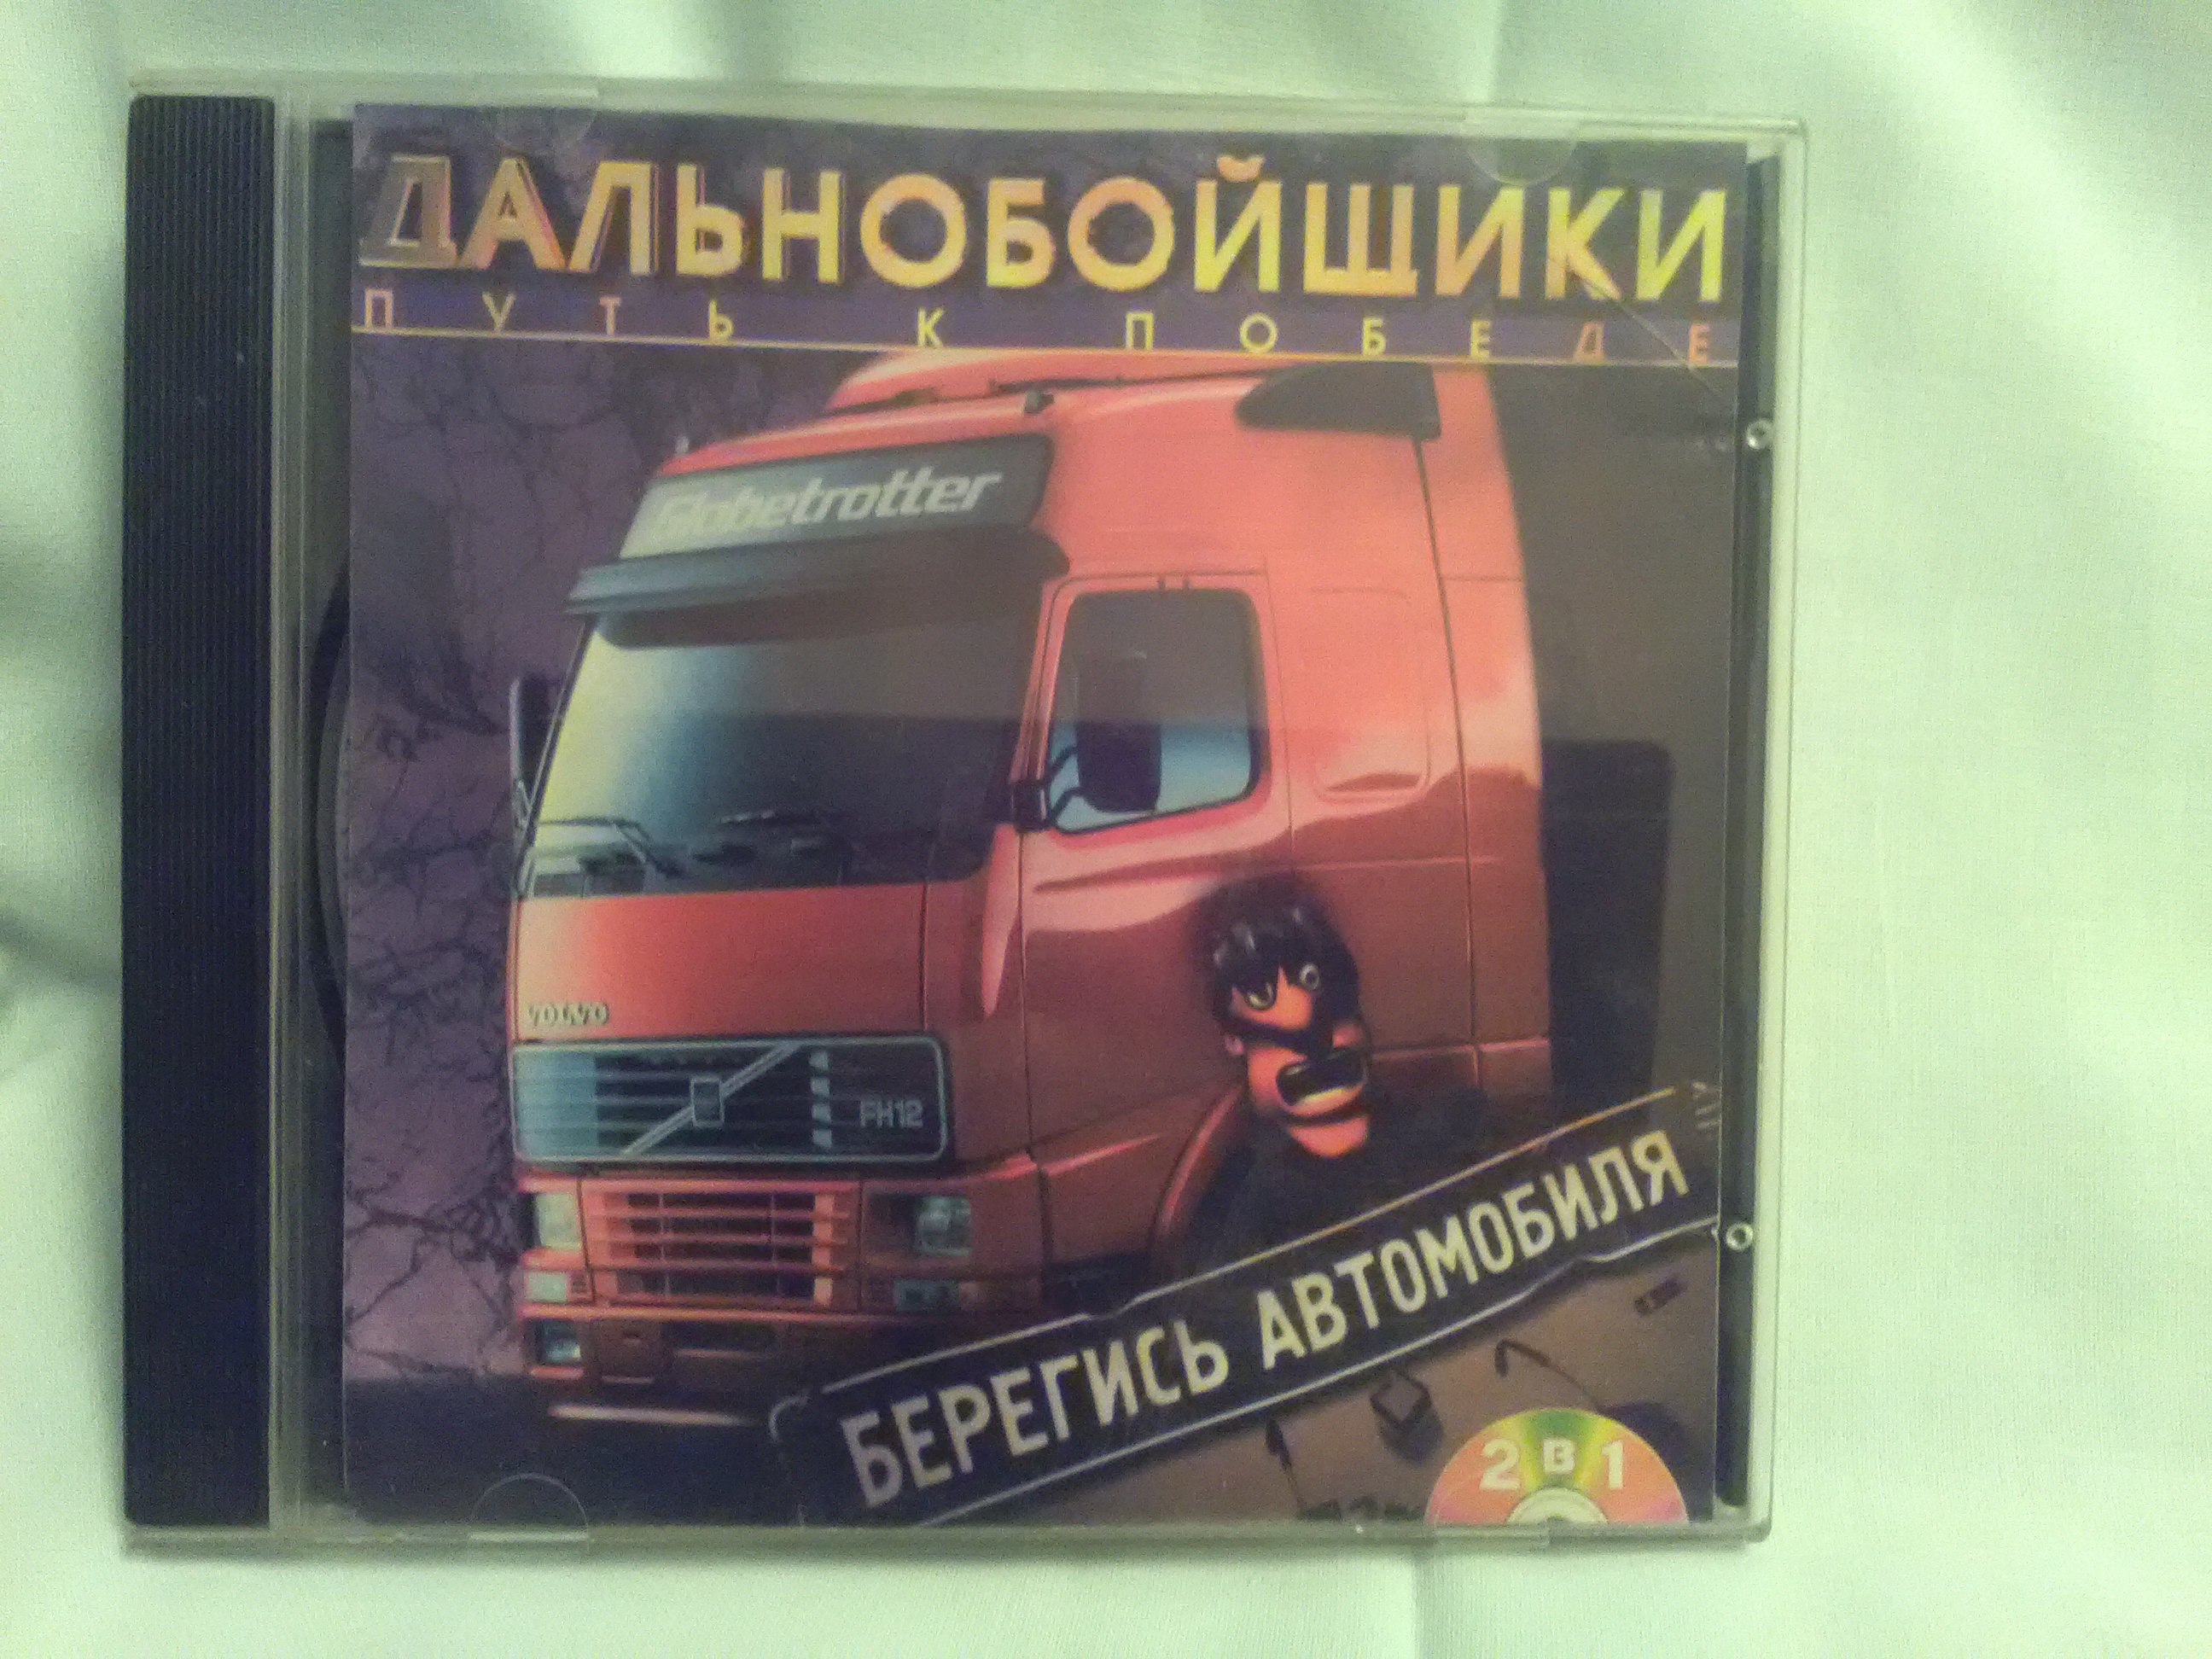 ДАЛЬНОБОЙЩИКИ
ПУТЬ К ПОБЕДЕ
Globetrotter
VOLVO
FH12
БЕРЕГИСЬ АВТОМОБИЛЯ
2 В 1